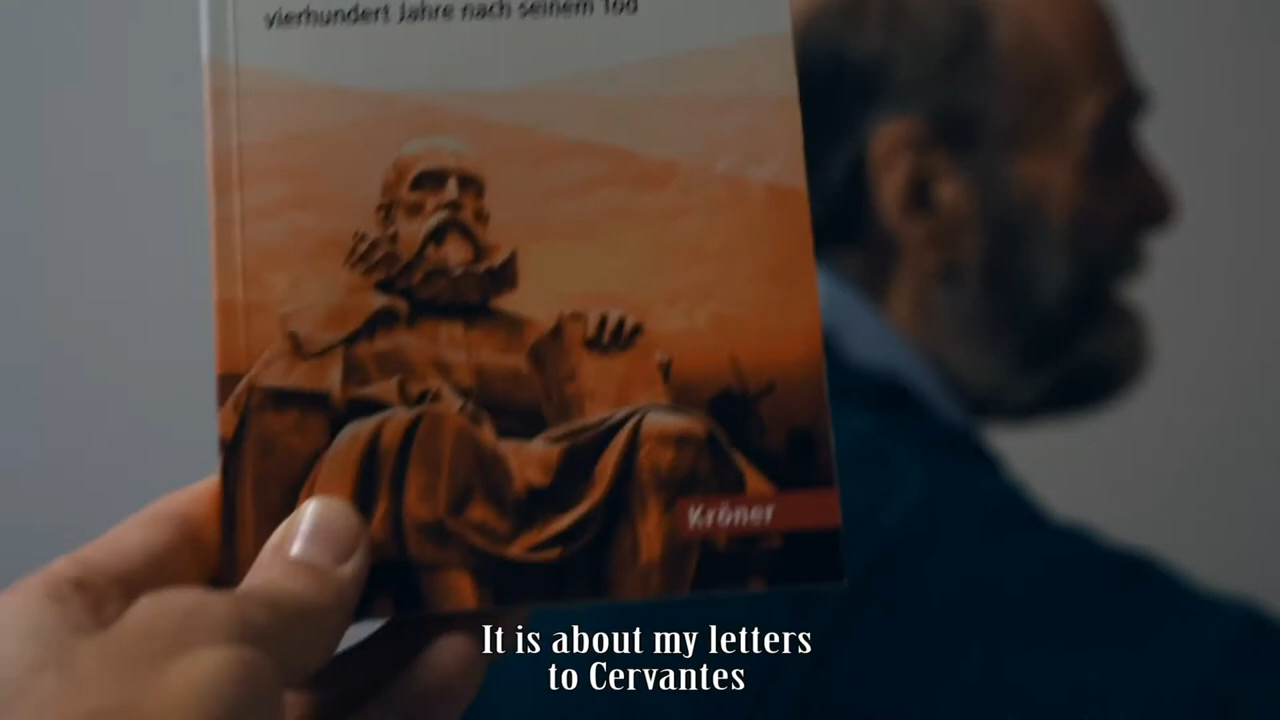 vierhundert Jahre nach seinem Tod
Kröner
It is about my letters
to Cervantes